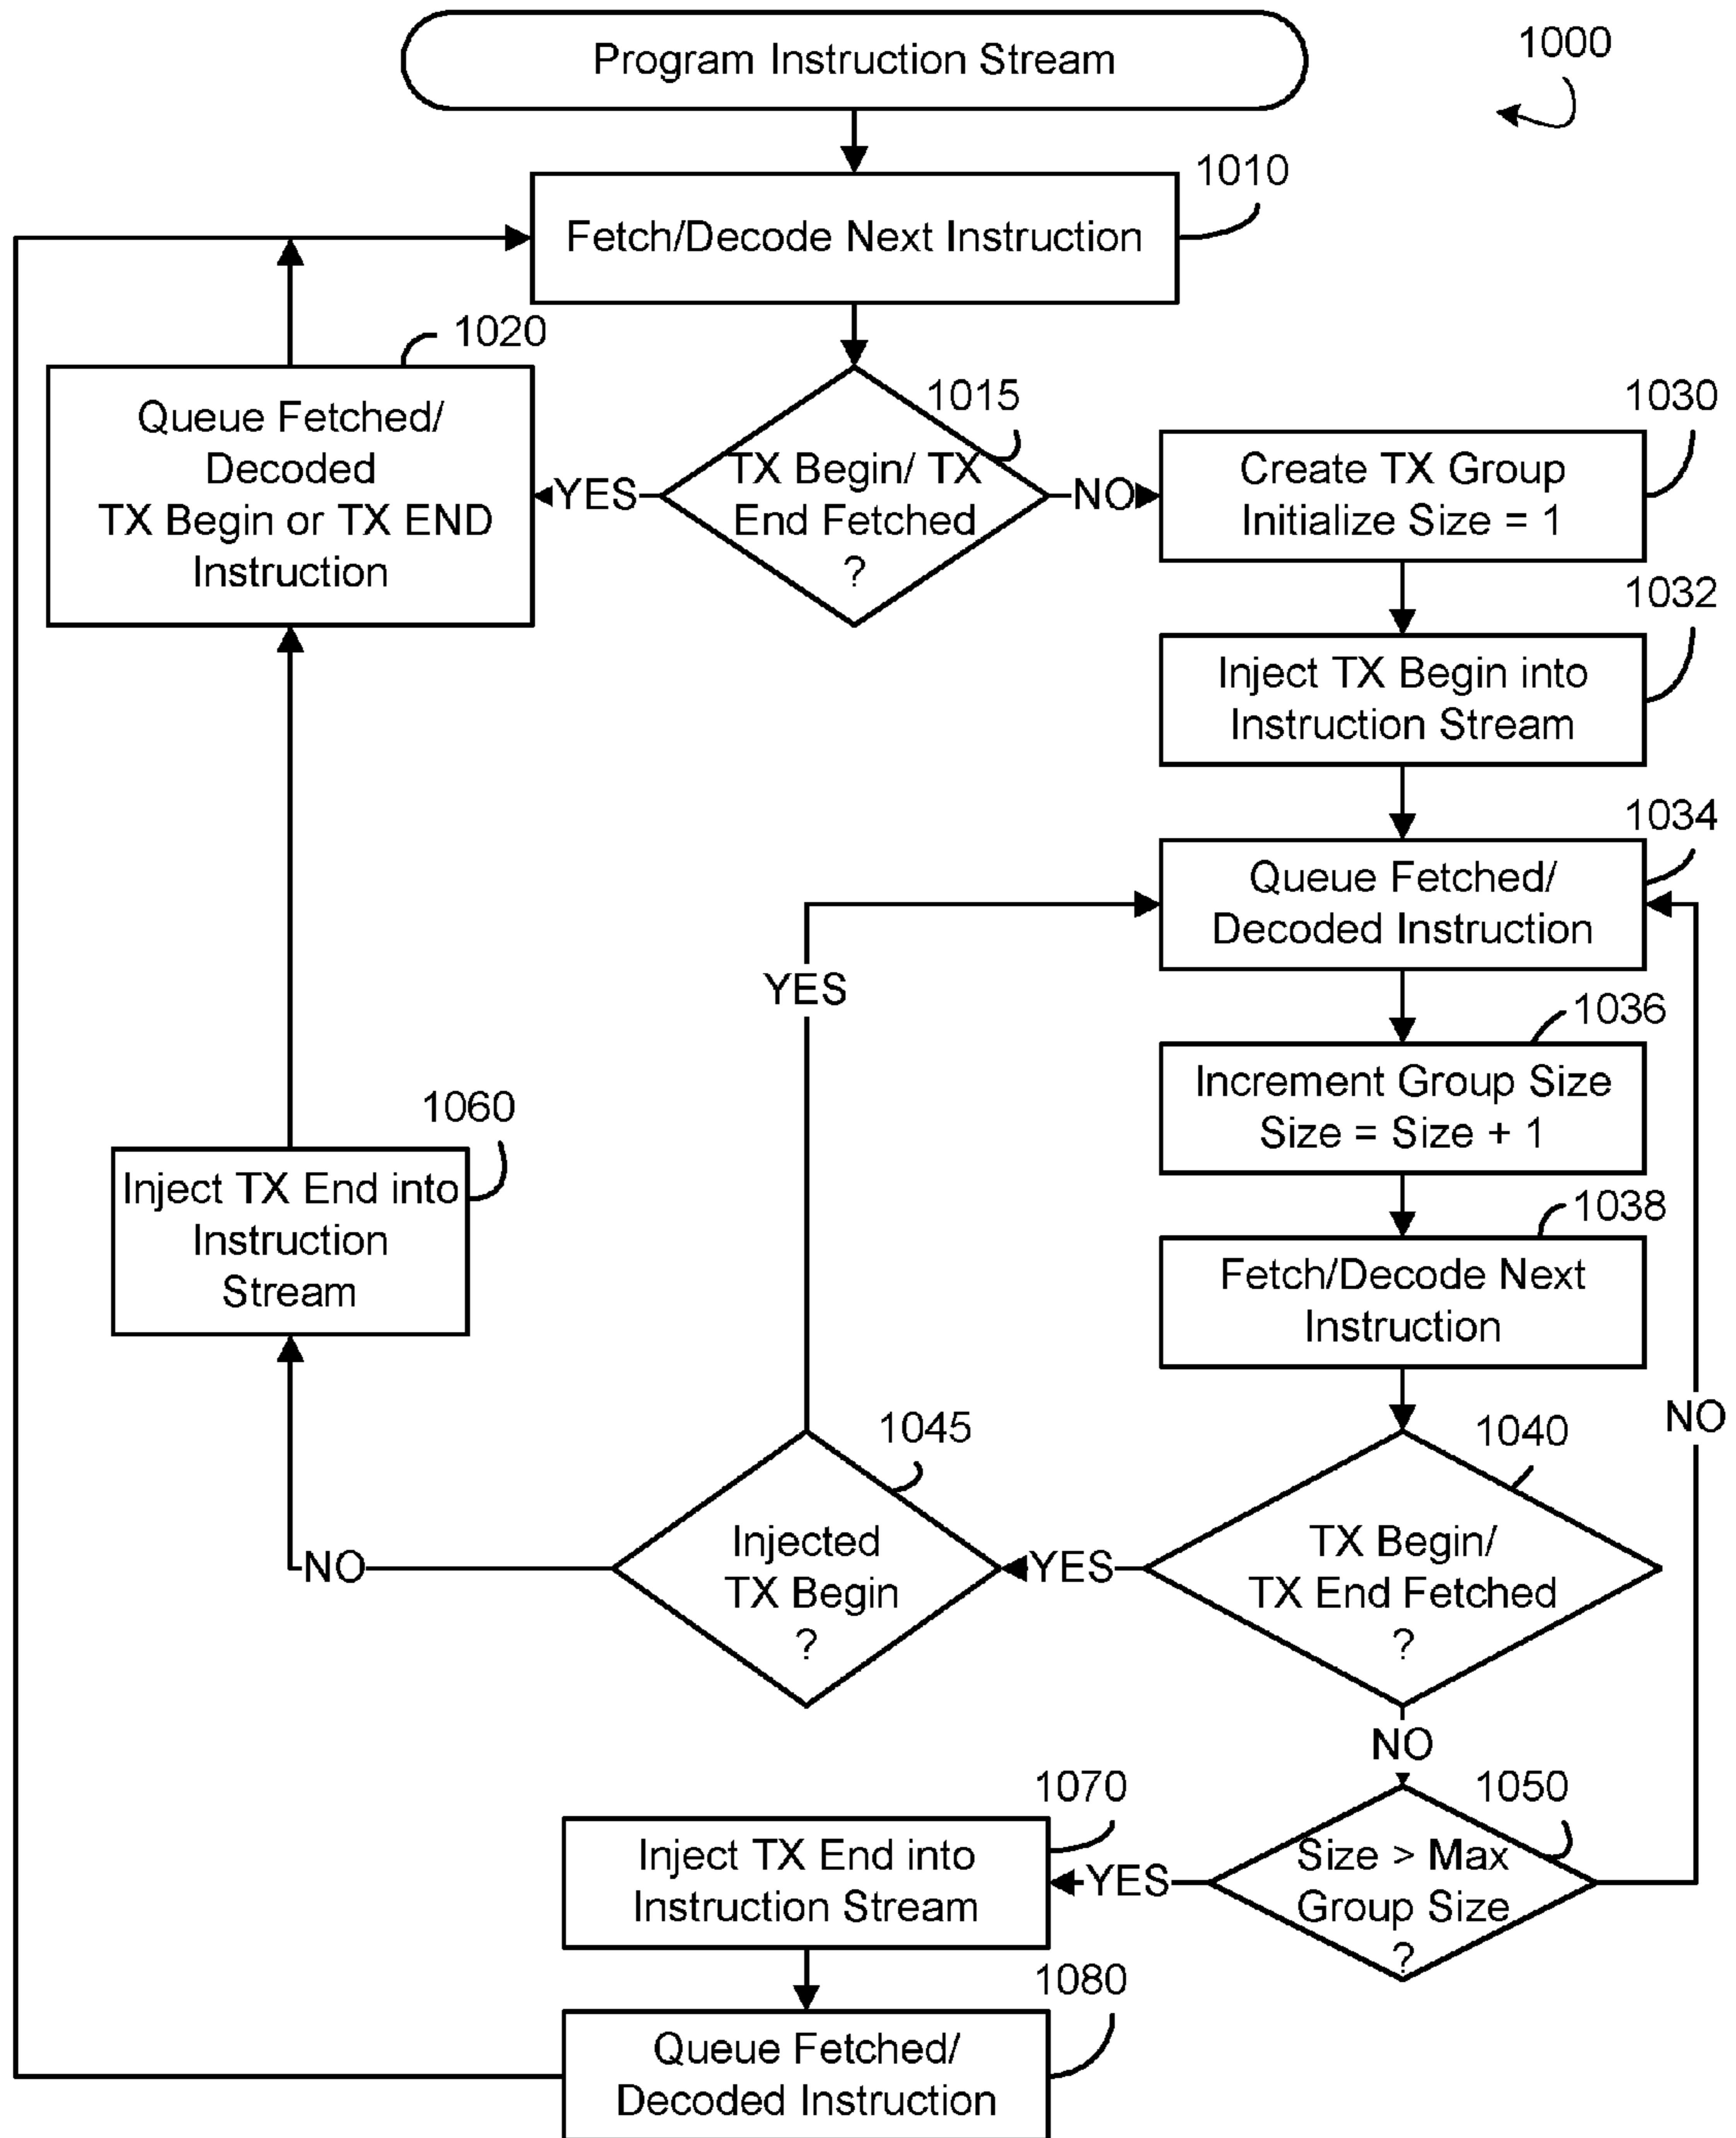 Program Instruction Stream
1000
1010
Fetch/Decode Next Instruction
1020
Queue Fetched/
Decoded
TX Begin or TX END
Instruction
YES
1015
TX Begin/ TX
End Fetched
?
NO
1030
Create TX Group
Initialize Size = 1
1032
Inject TX Begin into
Instruction Stream
1034
Queue Fetched/
Decoded Instruction
YES
1036
Increment Group Size
Size = Size + 1
1060
Inject TX End into
Instruction
Stream
1038
Fetch/Decode Next
Instruction
NO
1045
Injected
TX Begin
?
NO
YES
1040
TX Begin/
TX End Fetched
?
NO
1070
Inject TX End into
Instruction Stream
YES
1050
Size > Max
Group Size
?
1080
Queue Fetched/
Decoded Instruction